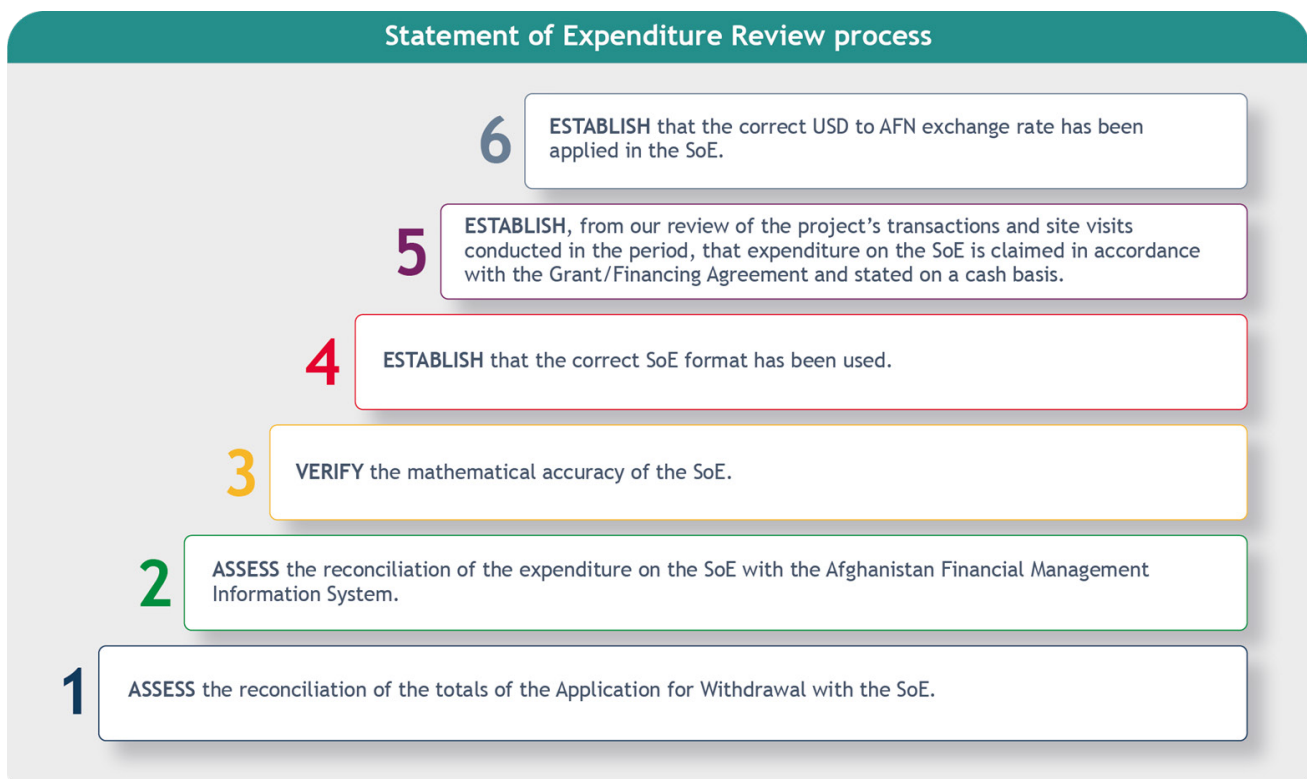 Statement of Expenditure Review process
6
ESTABLISH that the correct USD to AFN exchange rate has been
applied in the SoE.
5
ESTABLISH, from our review of the project’s transactions and site visits
conducted in the period, that expenditure on the SoE is claimed in accordance
with the Grant/Financing Agreement and stated on a cash basis.
4
ESTABLISH that the correct SoE format has been used.
3
VERIFY the mathematical accuracy of the SoE.
2
ASSESS the reconciliation of the expenditure on the SoE with the Afghanistan Financial Management
Information System.
1
ASSESS the reconciliation of the totals of the Application for Withdrawal with the SoE.